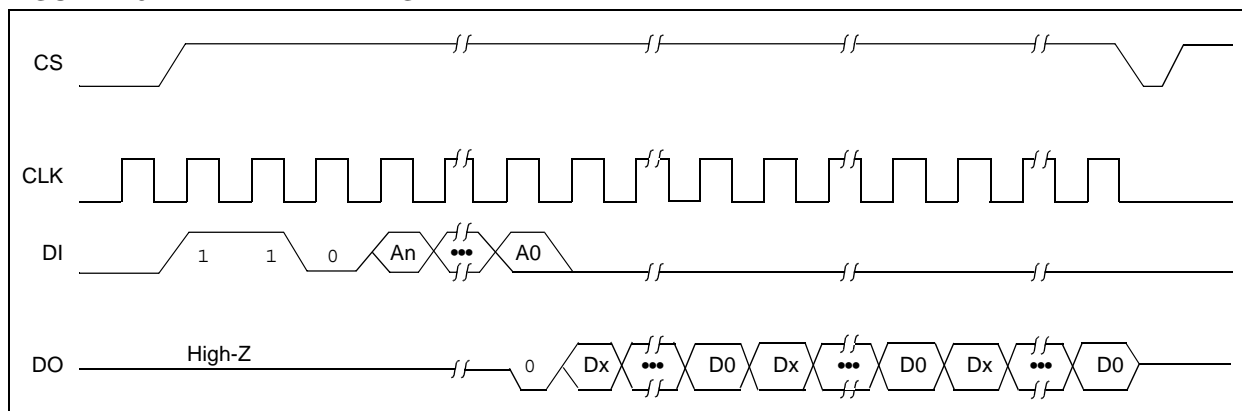 CS
CLK
DI 1 1 0 An ••• A0
High-Z
DO 0 Dx ••• D0 Dx ••• D0 Dx ••• D0